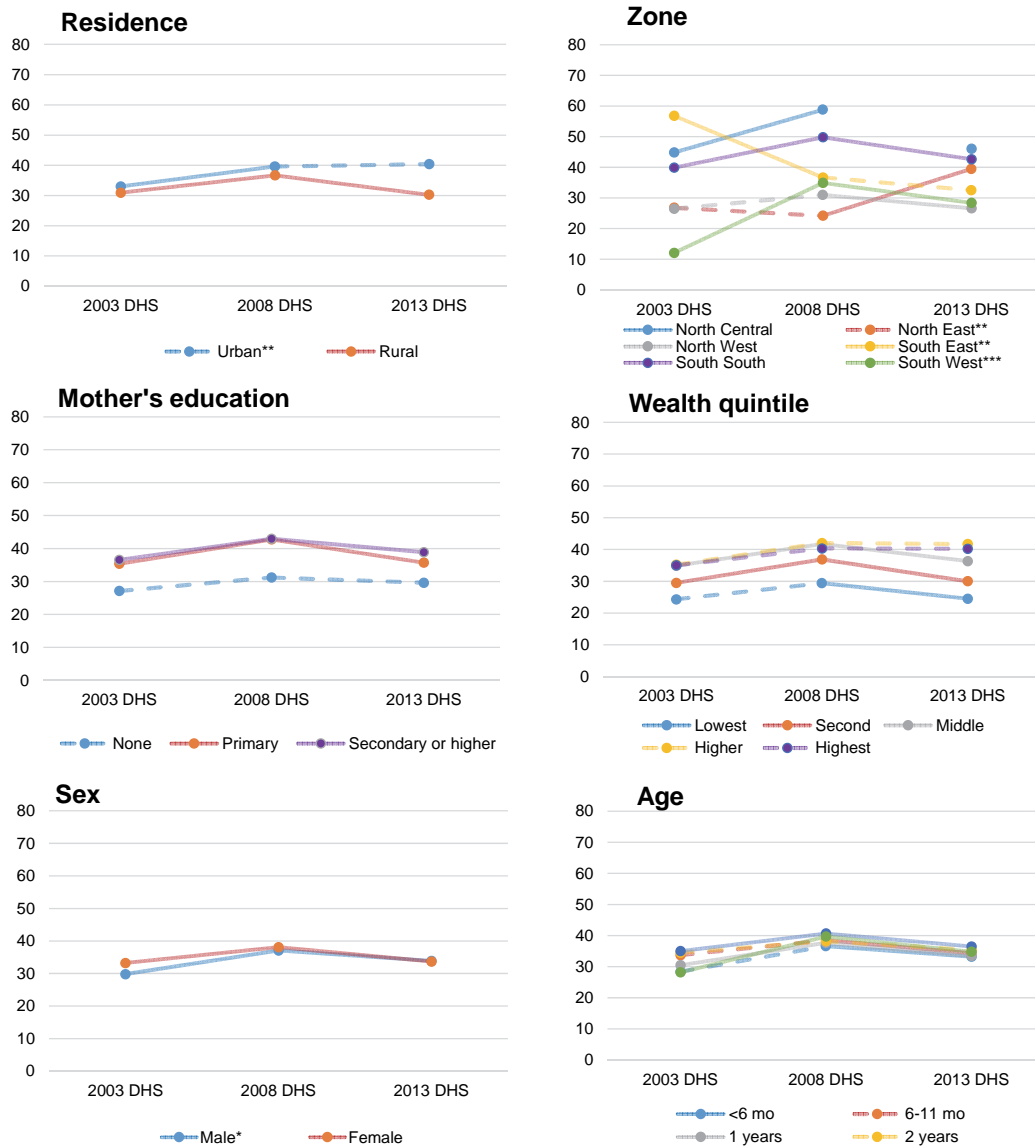 Residence
80
70
60
50
40
30
20
10
0
2003 DHS 2008 DHS 2013 DHS
Urban** Rural
Zone
80
70
60
50
40
30
20
10
0
2003 DHS 2008 DHS 2013 DHS
North Central North East**
North West South East**
South South South West***
Mother's education
80
70
60
50
40
30
20
10
0
2003 DHS 2008 DHS 2013 DHS
None Primary Secondary or higher
Wealth quintile
80
70
60
50
40
30
20
10
0
2003 DHS 2008 DHS 2013 DHS
Lowest Second Middle
Higher Highest
Sex
80
70
60
50
40
30
20
10
0
2003 DHS 2008 DHS 2013 DHS
Male* Female
Age
80
70
60
50
40
30
20
10
0
2003 DHS 2008 DHS 2013 DHS
<6 mo 6-11 mo
1 years 2 years